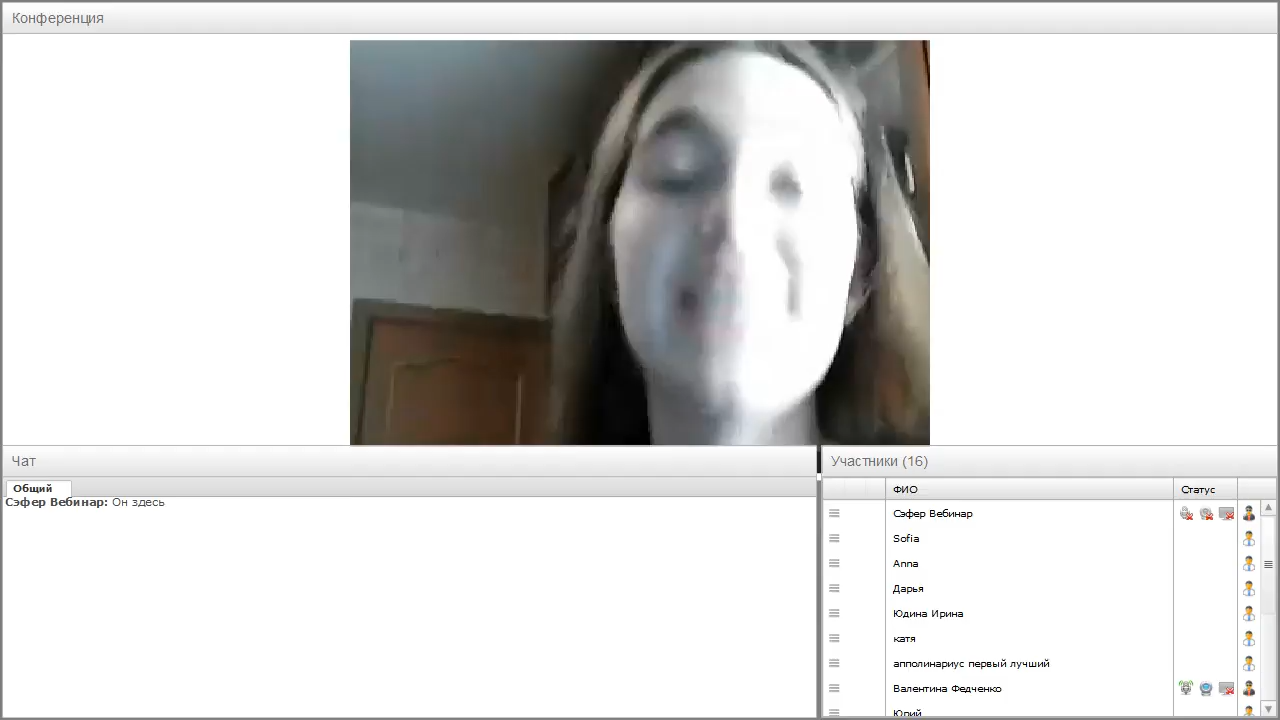 Конференция
Чат
Общий
Сэфер Вебинар: Он здесь
Участники (16)
ФИО Статус
Сэфер Вебинар
Sofia
Anna
Дарья
Юдина Ирина
катя
апполинариус первый лучший
Валентина Федченко
Юрий